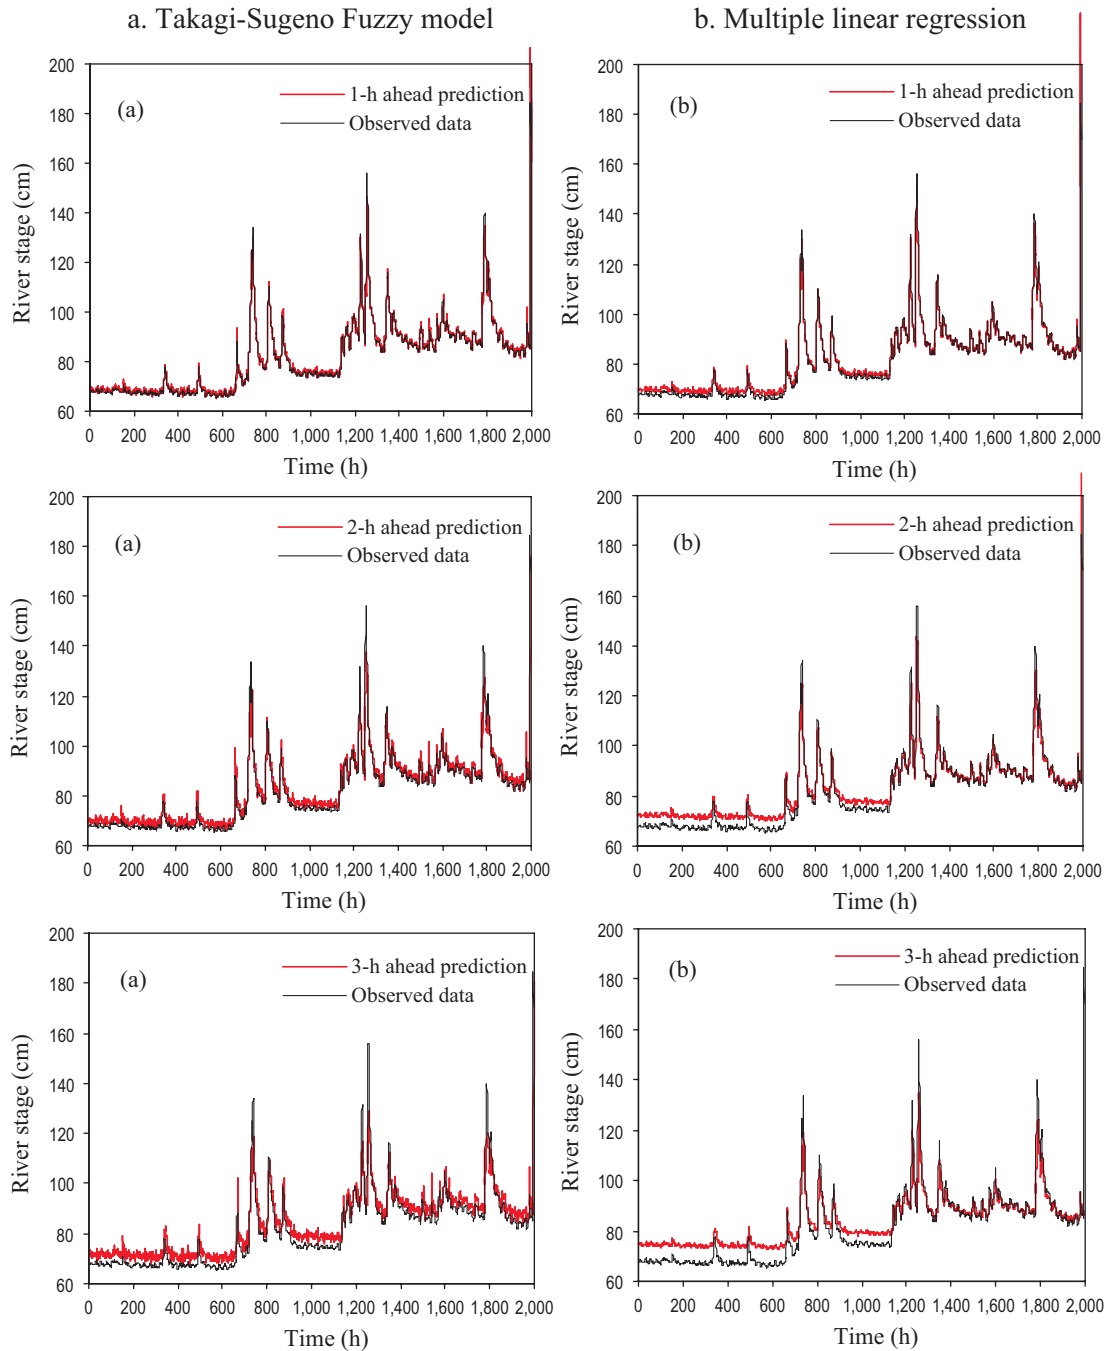 a. Takagi-Sugeno Fuzzy model
b. Multiple linear regression
200
180
160
140
120
100
80
60
River stage (cm)
(a)
1-h ahead prediction
Observed data
0 200 400 600 800 1,000 1,200 1,400 1,600 1,800 2,000
Time (h)
200
180
160
140
120
100
80
60
River stage (cm)
(b)
1-h ahead prediction
Observed data
0 200 400 600 800 1,000 1,200 1,400 1,600 1,800 2,000
Time (h)
200
180
160
140
120
100
80
60
River stage (cm)
(a)
2-h ahead prediction
Observed data
0 200 400 600 800 1,000 1,200 1,400 1,600 1,800 2,000
Time (h)
200
180
160
140
120
100
80
60
River stage (cm)
(b)
2-h ahead prediction
Observed data
0 200 400 600 800 1,000 1,200 1,400 1,600 1,800 2,000
Time (h)
200
180
160
140
120
100
80
60
River stage (cm)
(a)
3-h ahead prediction
Observed data
0 200 400 600 800 1,000 1,200 1,400 1,600 1,800 2,000
Time (h)
200
180
160
140
120
100
80
60
River stage (cm)
(b)
3-h ahead prediction
Observed data
0 200 400 600 800 1,000 1,200 1,400 1,600 1,800 2,000
Time (h)